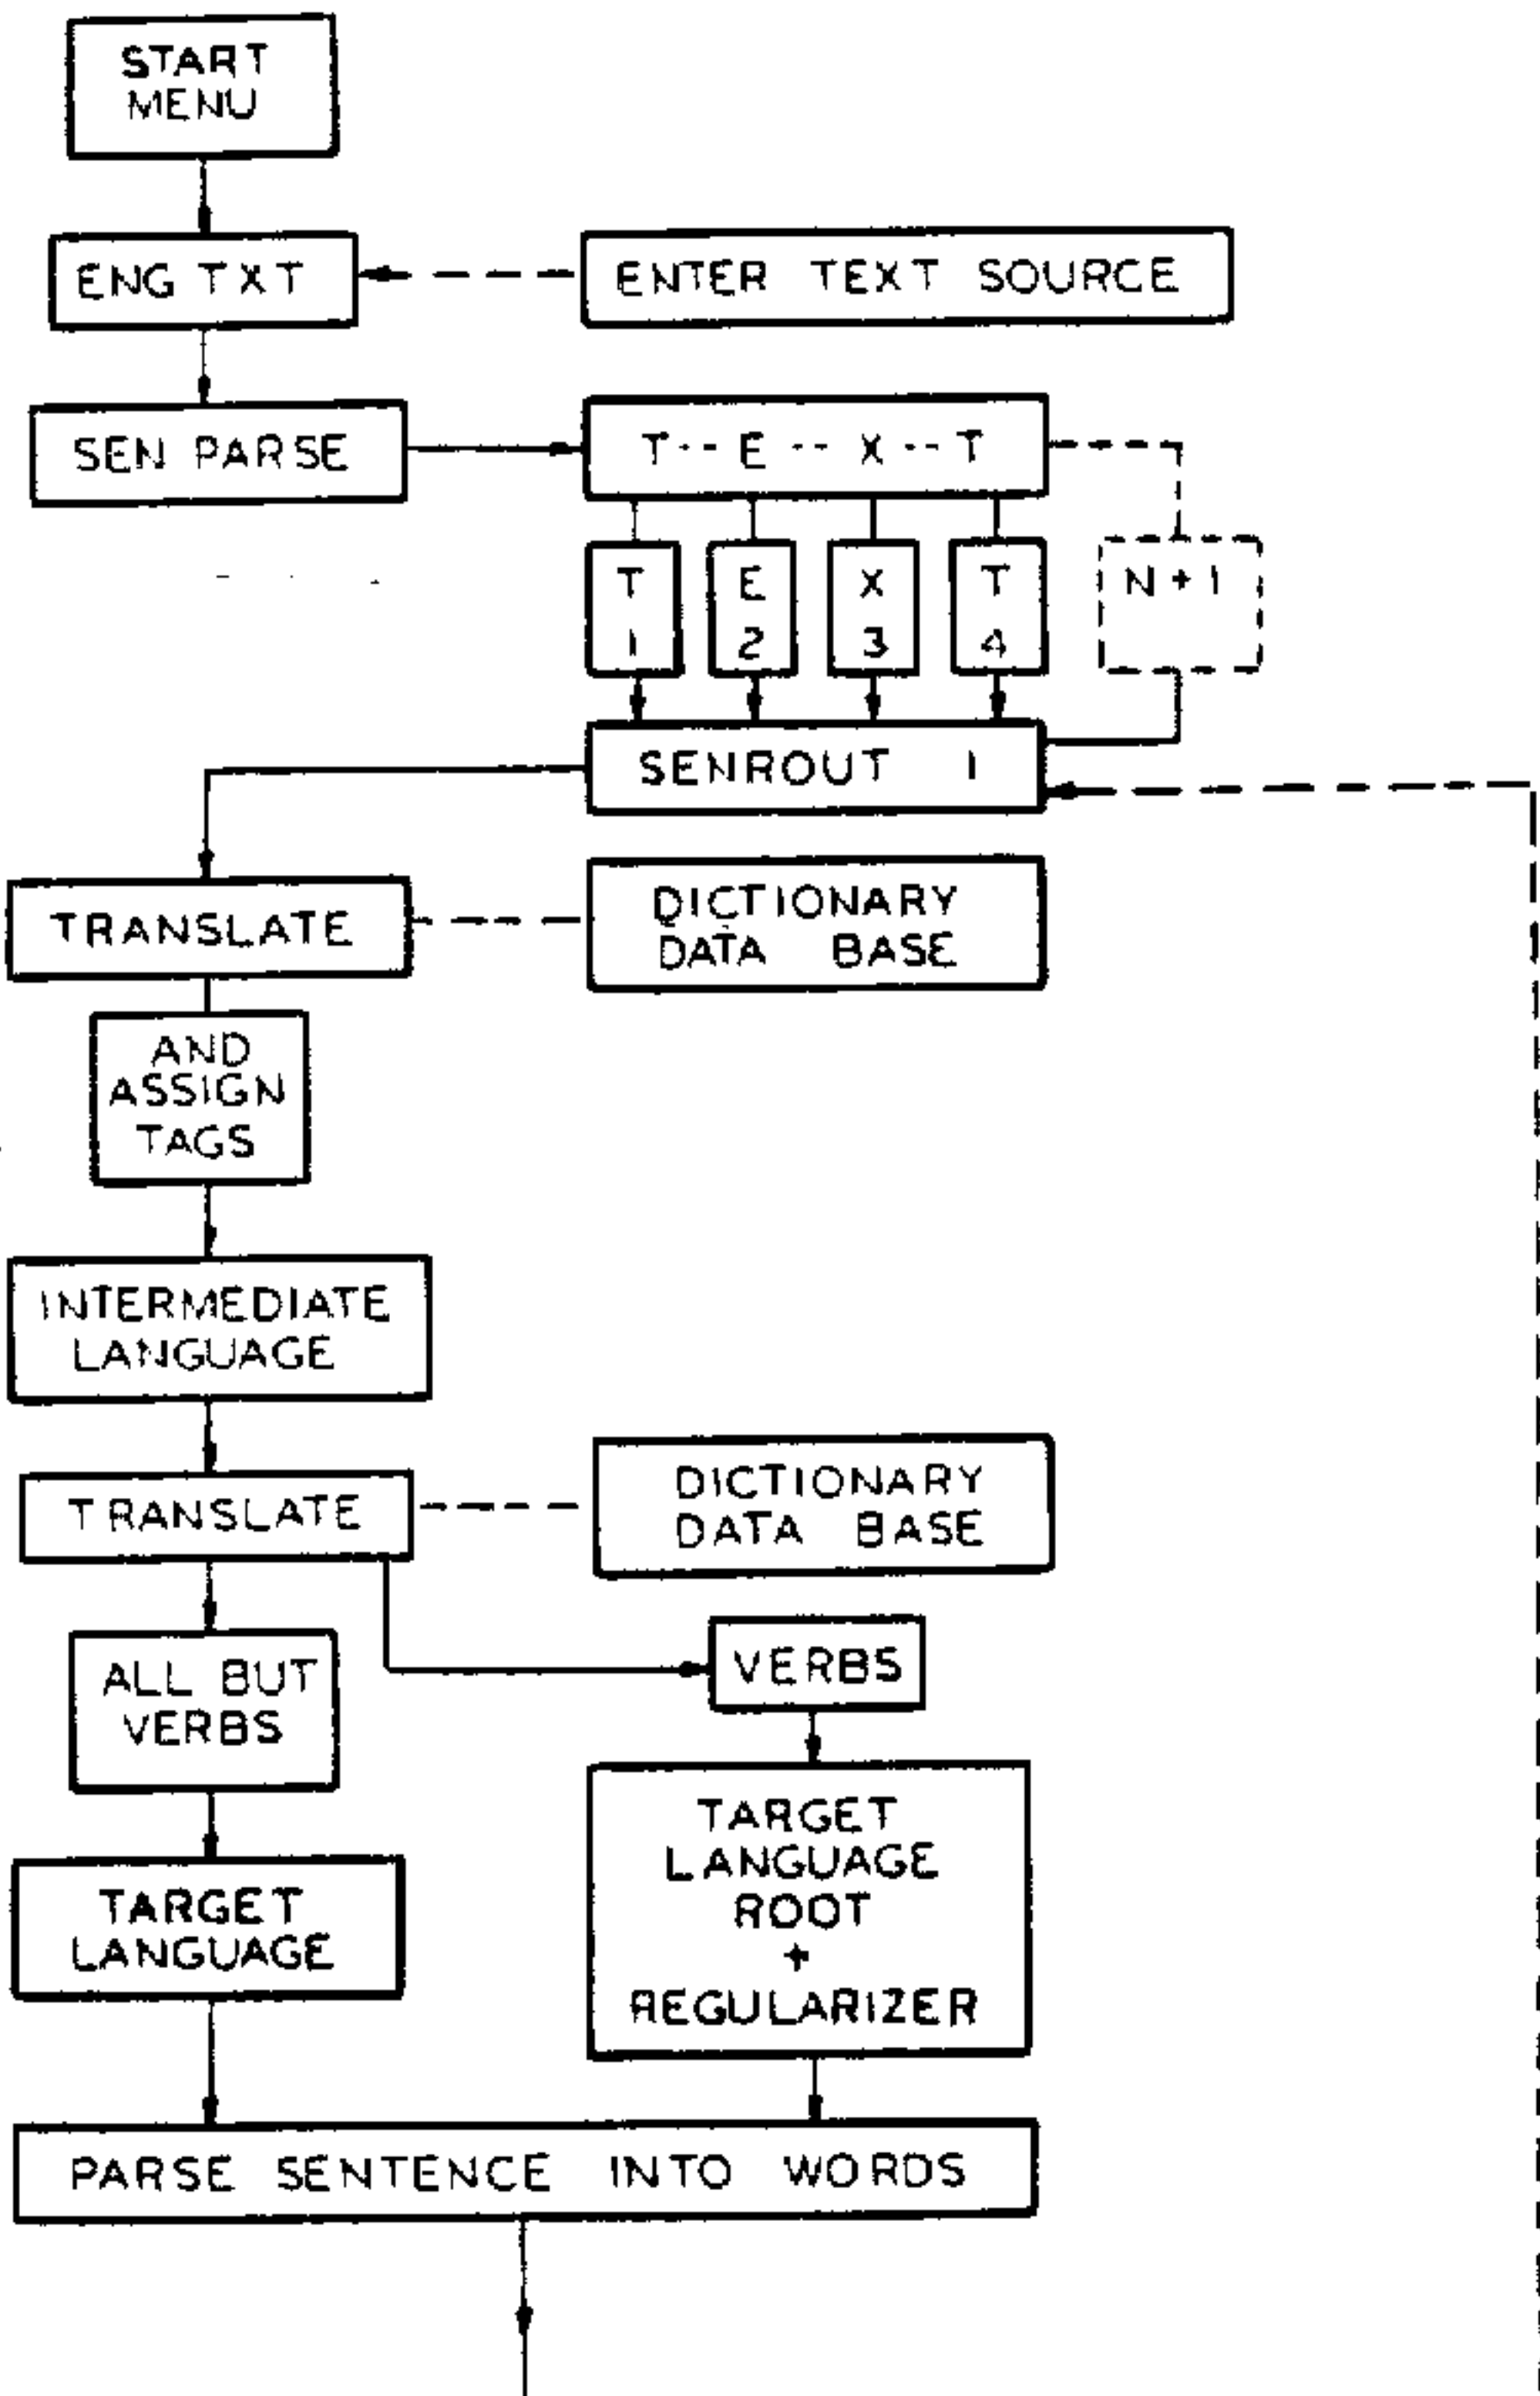 START
MENU
ENG TXT
ENTER TEXT SOURCE
SEN PARSE
T--E--X--T
T
1
E
2
X
3
T
4
N+1
SENROUT 1
TRANSLATE
DICTIONARY
DATA BASE
AND
ASSIGN
TAGS
INTERMEDIATE
LANGUAGE
TRANSLATE
DICTIONARY
DATA BASE
ALL BUT
VERBS
VERBS
TARGET
LANGUAGE
TARGET
LANGUAGE
ROOT
+
REGULARIZER
PARSE SENTENCE INTO WORDS